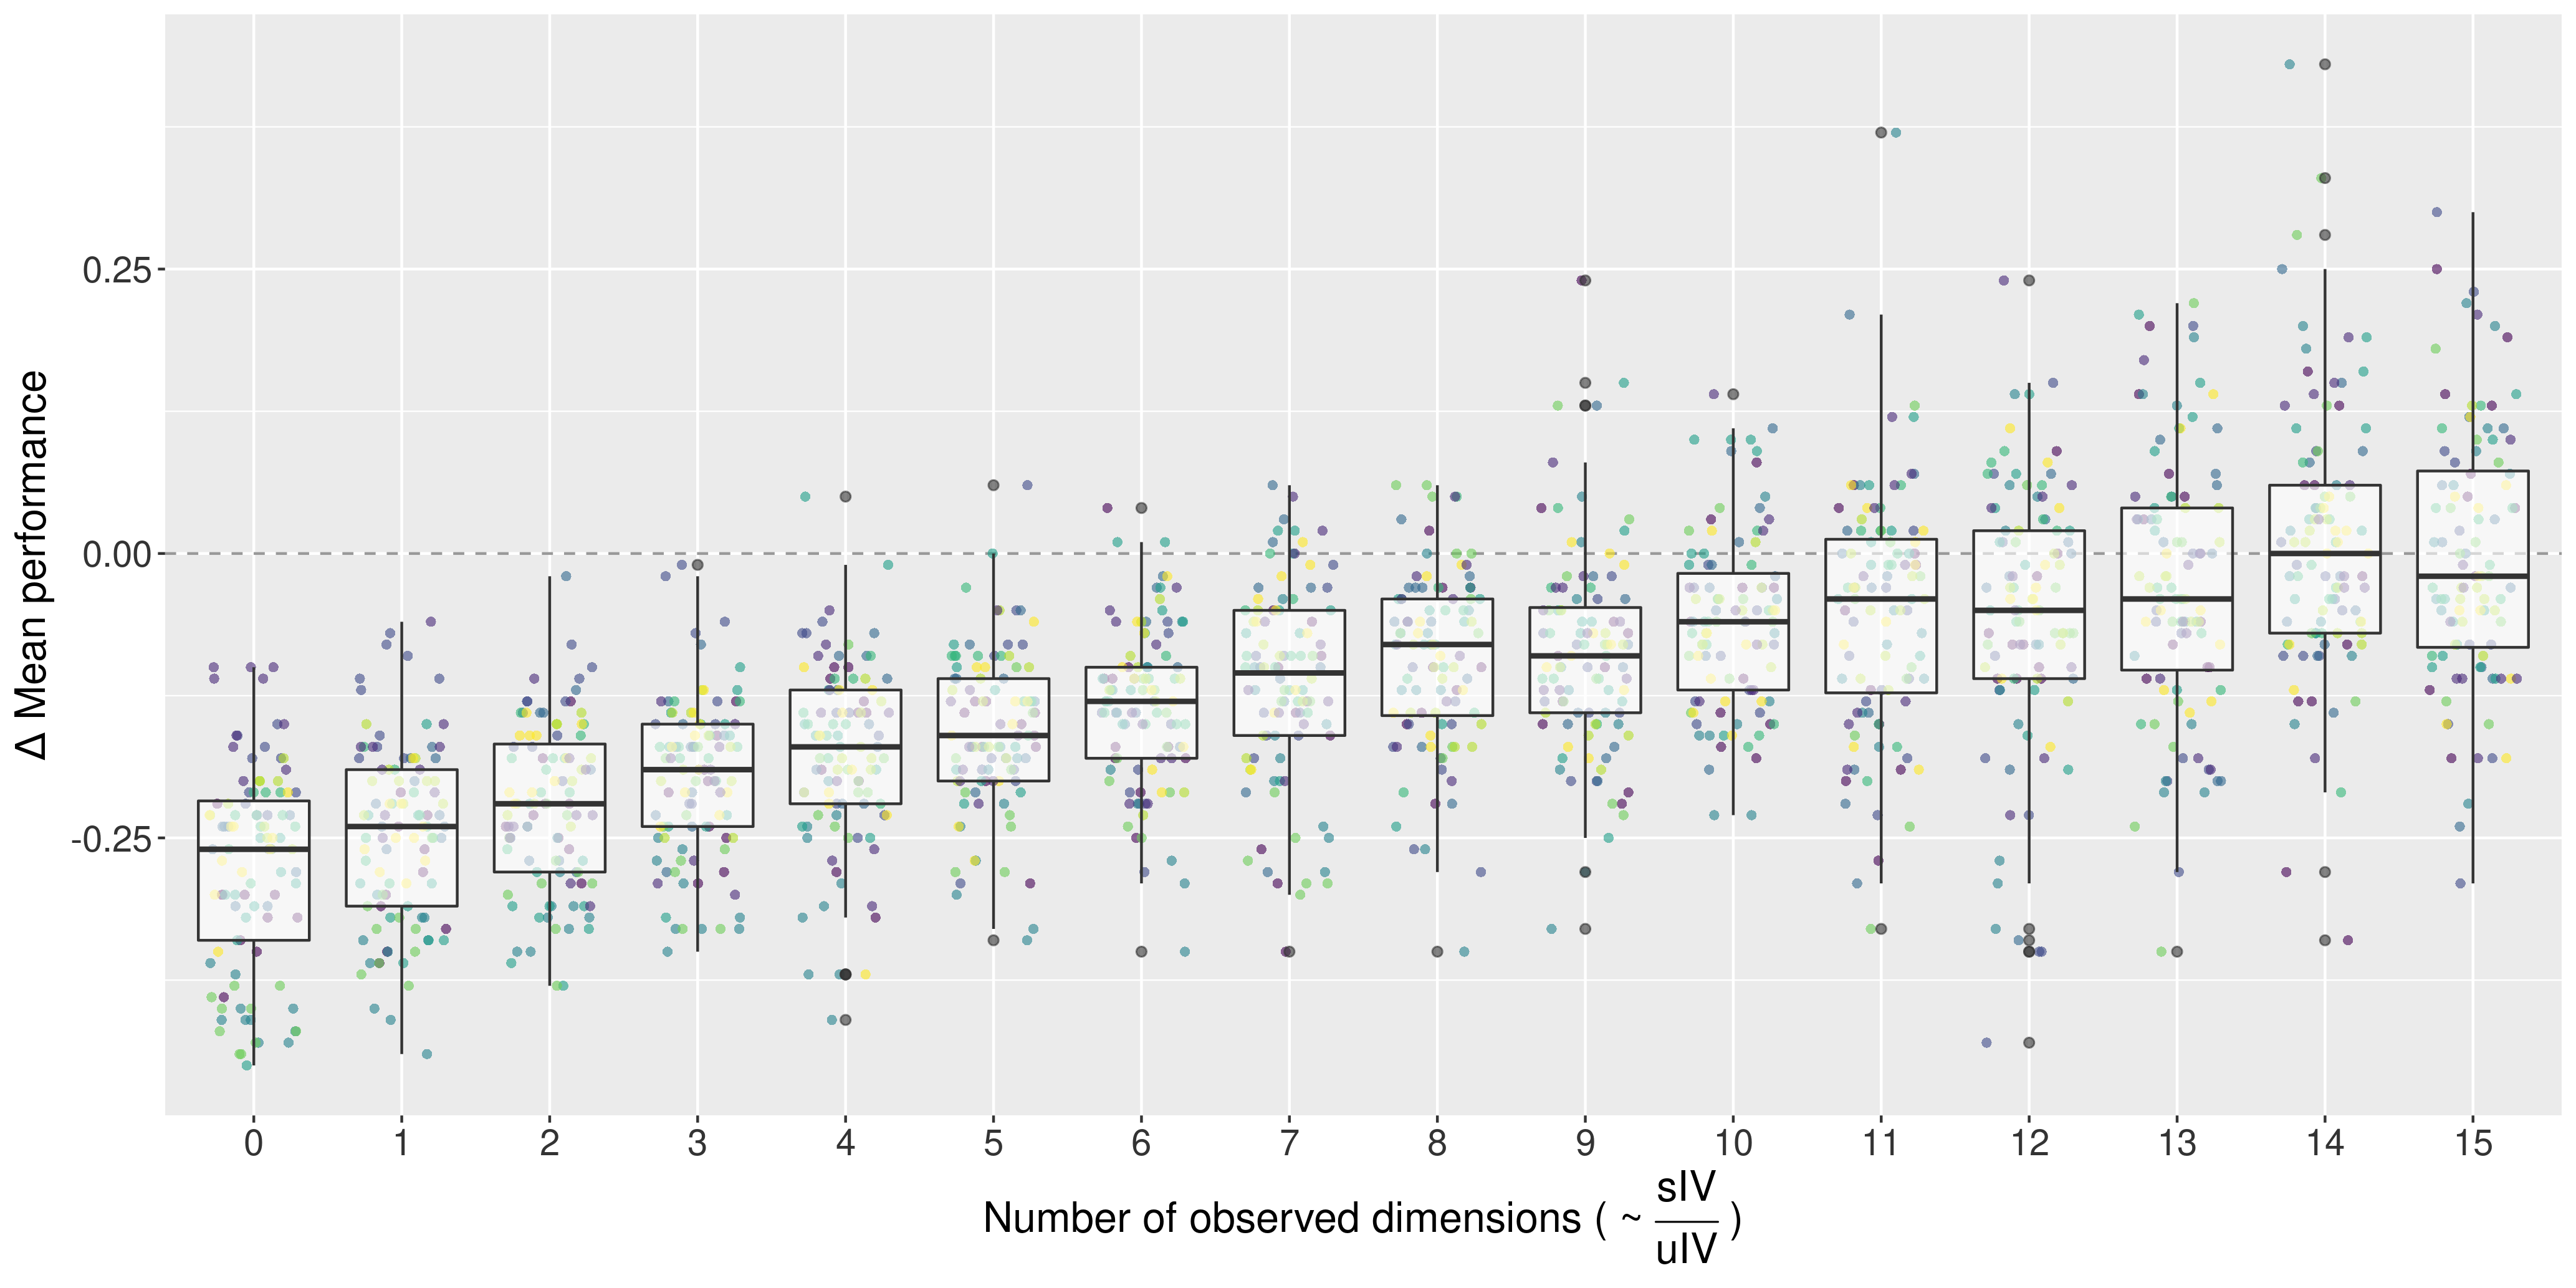 Δ Mean performance
0.25
0.00
-0.25
0 1 2 3 4 5 6 7 8 9 10 11 12 13 14 15
Number of observed dimensions ( ~ sIV
uIV )